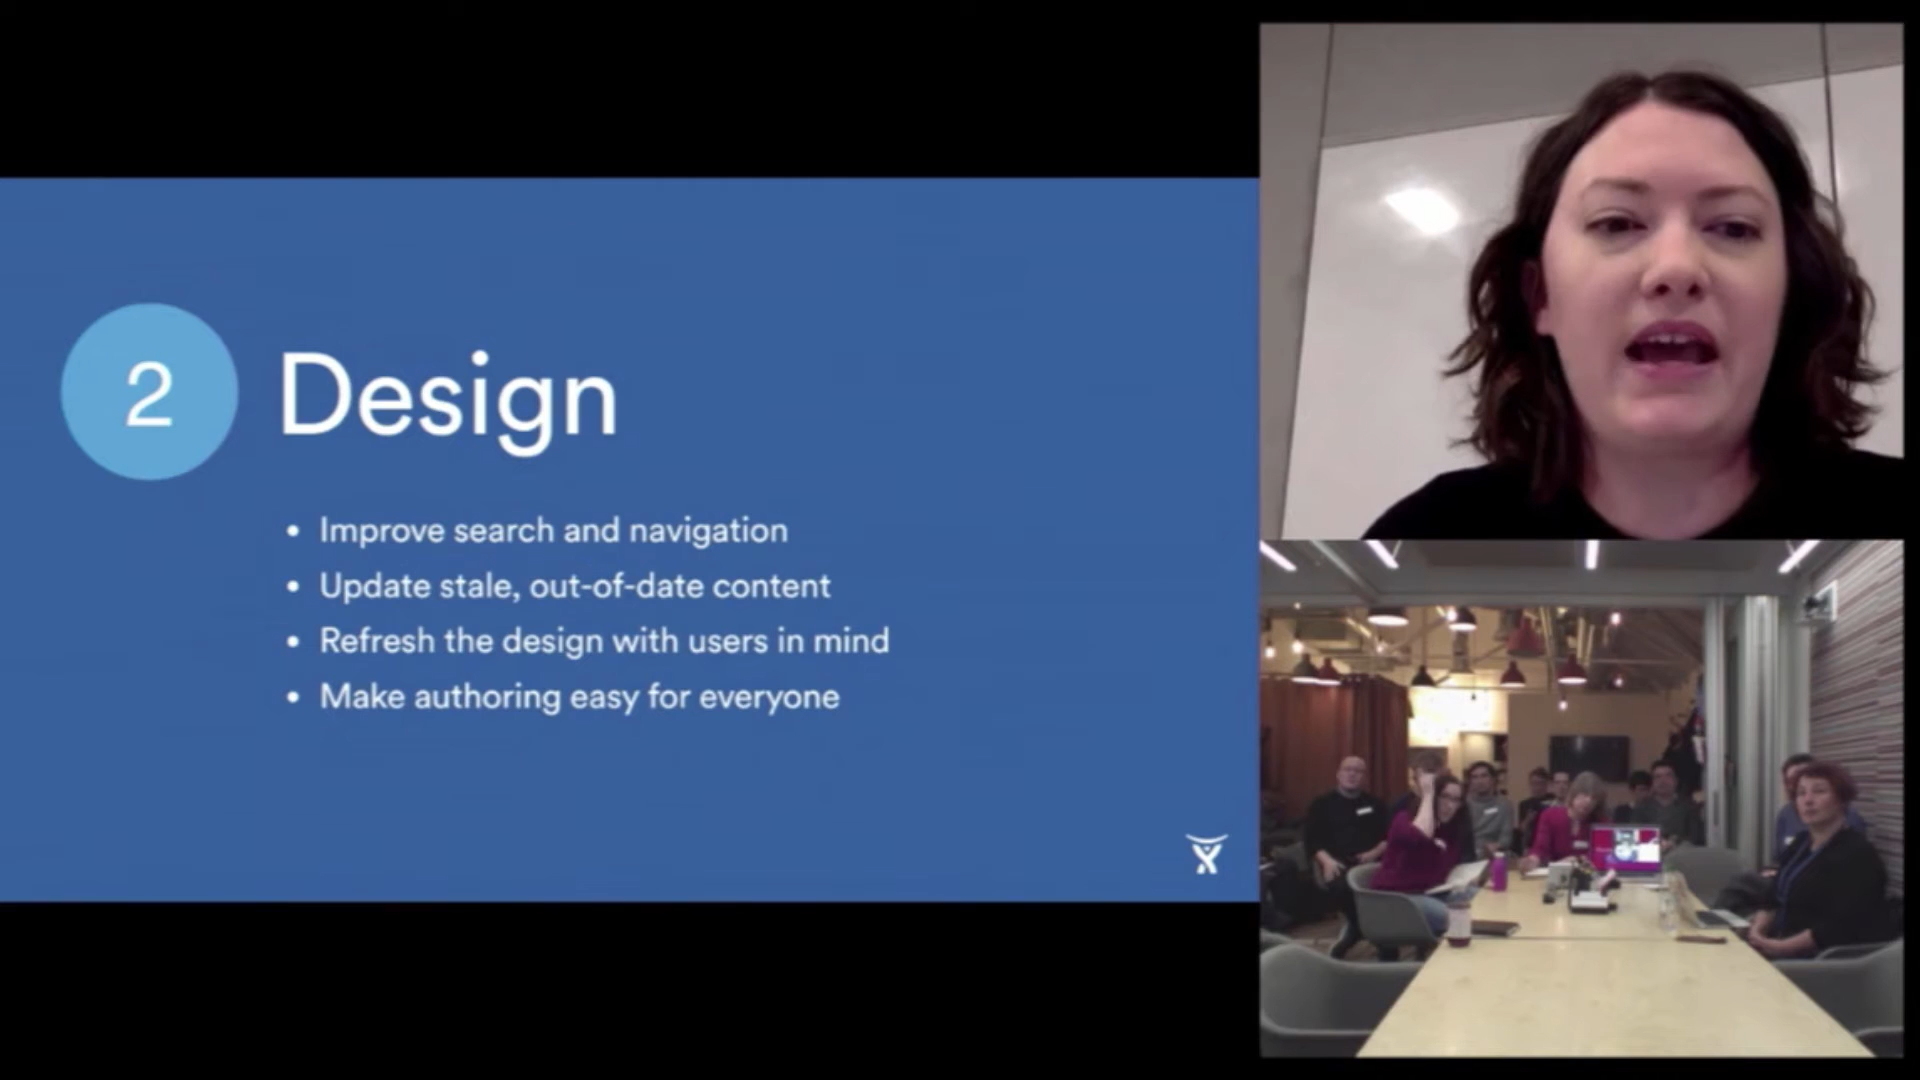 2
Design
• Improve search and navigation
• Update stale, out-of-date content
• Refresh the design with users in mind
• Make authoring easy for everyone